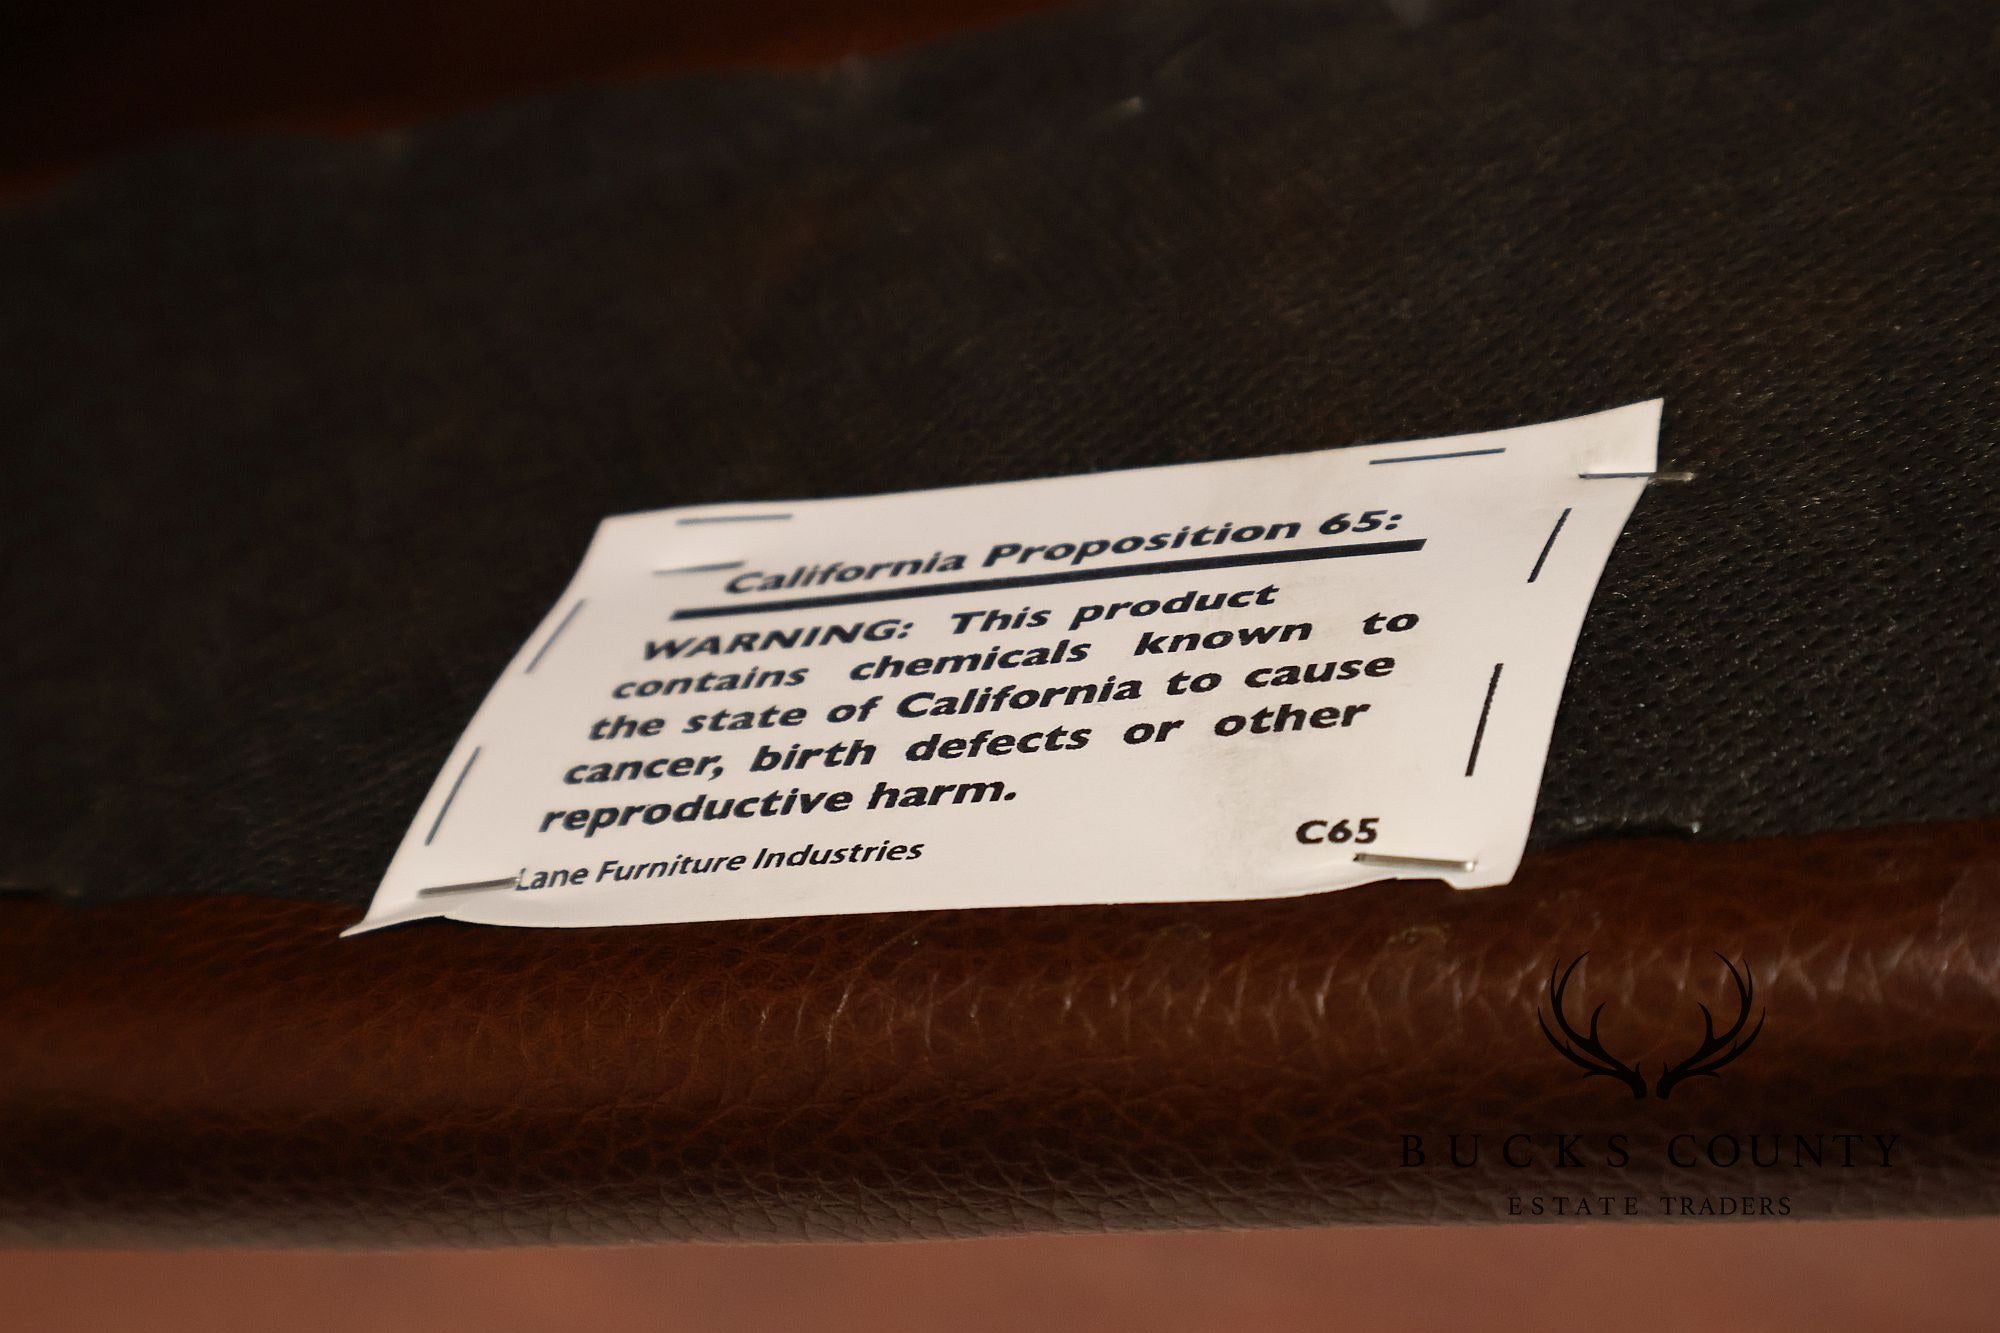 California Proposition 65:
WARNING: This product
contains chemicals known to
the state of California to cause
cancer, birth defects or other
reproductive harm.
Lane Furniture Industries
C65
BUCKS COUNTY
ESTATE TRADERS